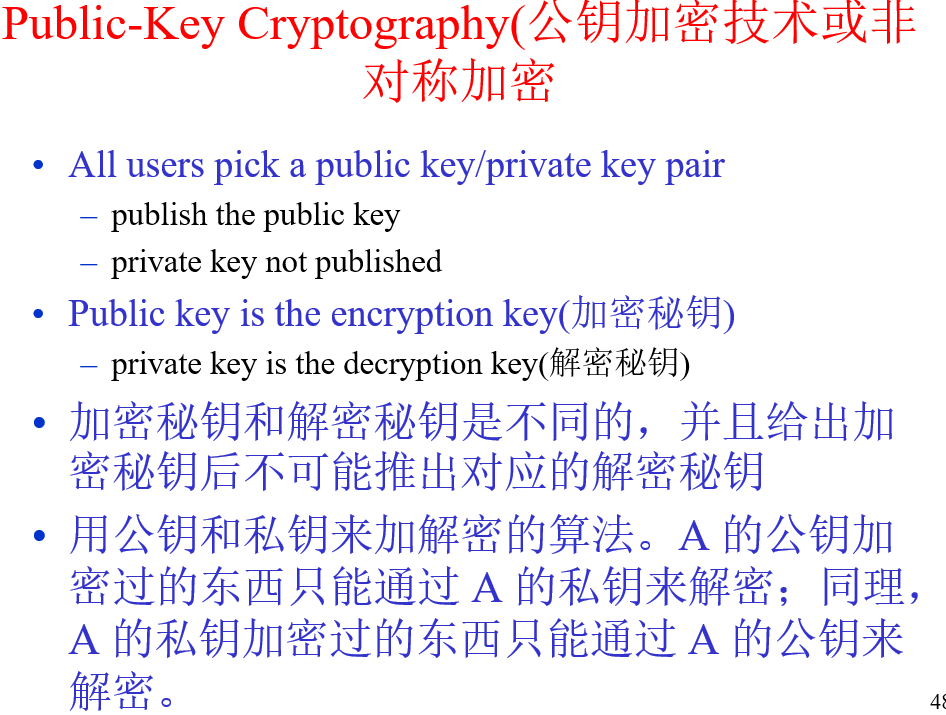 Public-Key Cryptography(公钥加密技术或非
对称加密
• All users pick a public key/private key pair
– publish the public key
– private key not published
• Public key is the encryption key(加密秘钥)
– private key is the decryption key(解密秘钥)
• 加密秘钥和解密秘钥是不同的，并且给出加
密秘钥后不可能推出对应的解密秘钥
• 用公钥和私钥来加解密的算法。A 的公钥加
密过的东西只能通过 A 的私钥来解密；同理，
A 的私钥加密过的东西只能通过 A 的公钥来
解密。
48